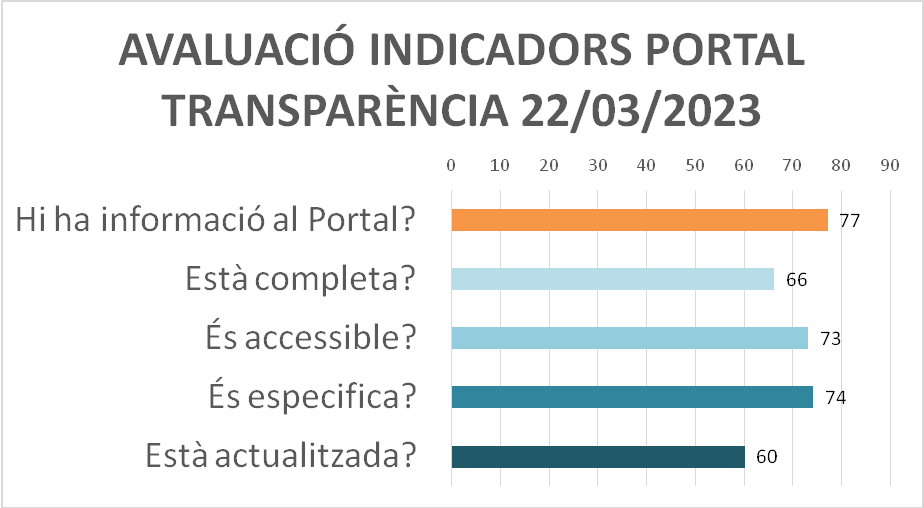 AVALUACIÓ INDICADORS PORTAL
TRANSPARÈNCIA 22/03/2023
0 10 20 30 40 50 60 70 80 90
Hi ha informació al Portal? 77
Està completa? 66
És accessible? 73
És especifica? 74
Està actualitzada? 60